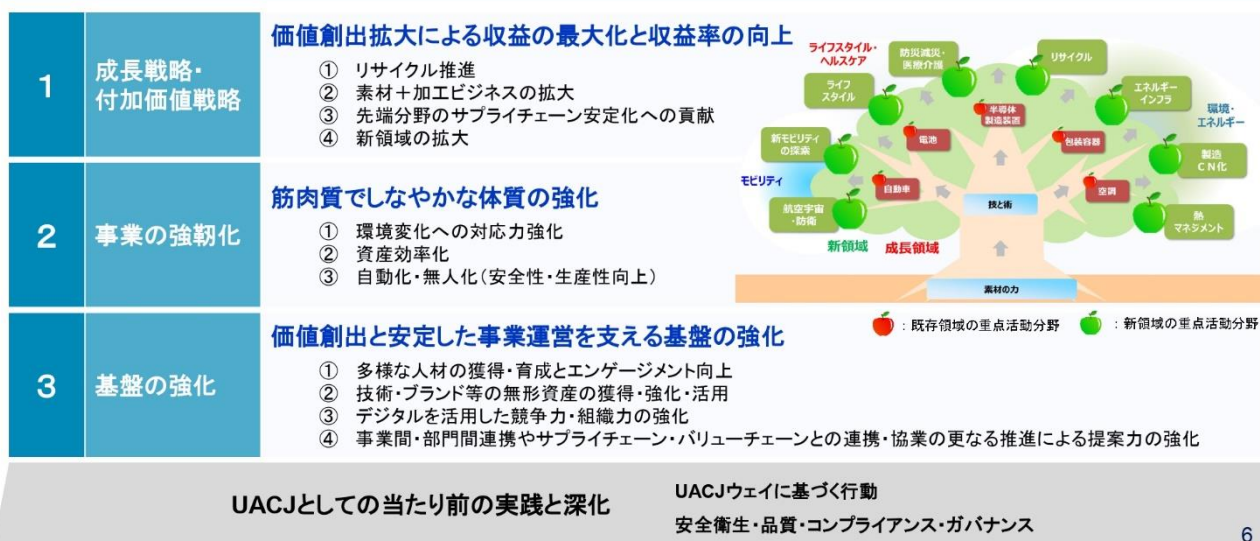 1
成長戦略・
付加価値戦略
価値創出拡大による収益の最大化と収益率の向上
① リサイクル推進
② 素材＋加工ビジネスの拡大
③ 先端分野のサプライチェーン安定化への貢献
④ 新領域の拡大
2
事業の強靭化
筋肉質でしなやかな体質の強化
① 環境変化への対応力強化
② 資産効率化
③ 自動化・無人化（安全性・生産性向上）
3
基盤の強化
価値創出と安定した事業運営を支える基盤の強化
① 多様な人材の獲得・育成とエンゲージメント向上
② 技術・ブランド等の無形資産の獲得・強化・活用
③ デジタルを活用した競争力・組織力の強化
④ 事業間・部門間連携やサプライチェーン・バリューチェーンとの連携・協業の更なる推進による提案力の強化
ライフスタイル・
ヘルスケア
防災減災・
医療介護
リサイクル
ライフ
スタイル
エネルギー
インフラ
半導体
製造装置
環境・
エネルギー
新モビリティ
の探索
電池
包装容器
製造
ＣＮ化
モビリティ
自動車
空調
航空宇宙
・防衛
技と術
熱
マネジメント
新領域
成長領域
素材の力
：既存領域の重点活動分野
：新領域の重点活動分野
UACJとしての当たり前の実践と深化
UACJウェイに基づく行動
安全衛生・品質・コンプライアンス・ガバナンス
6